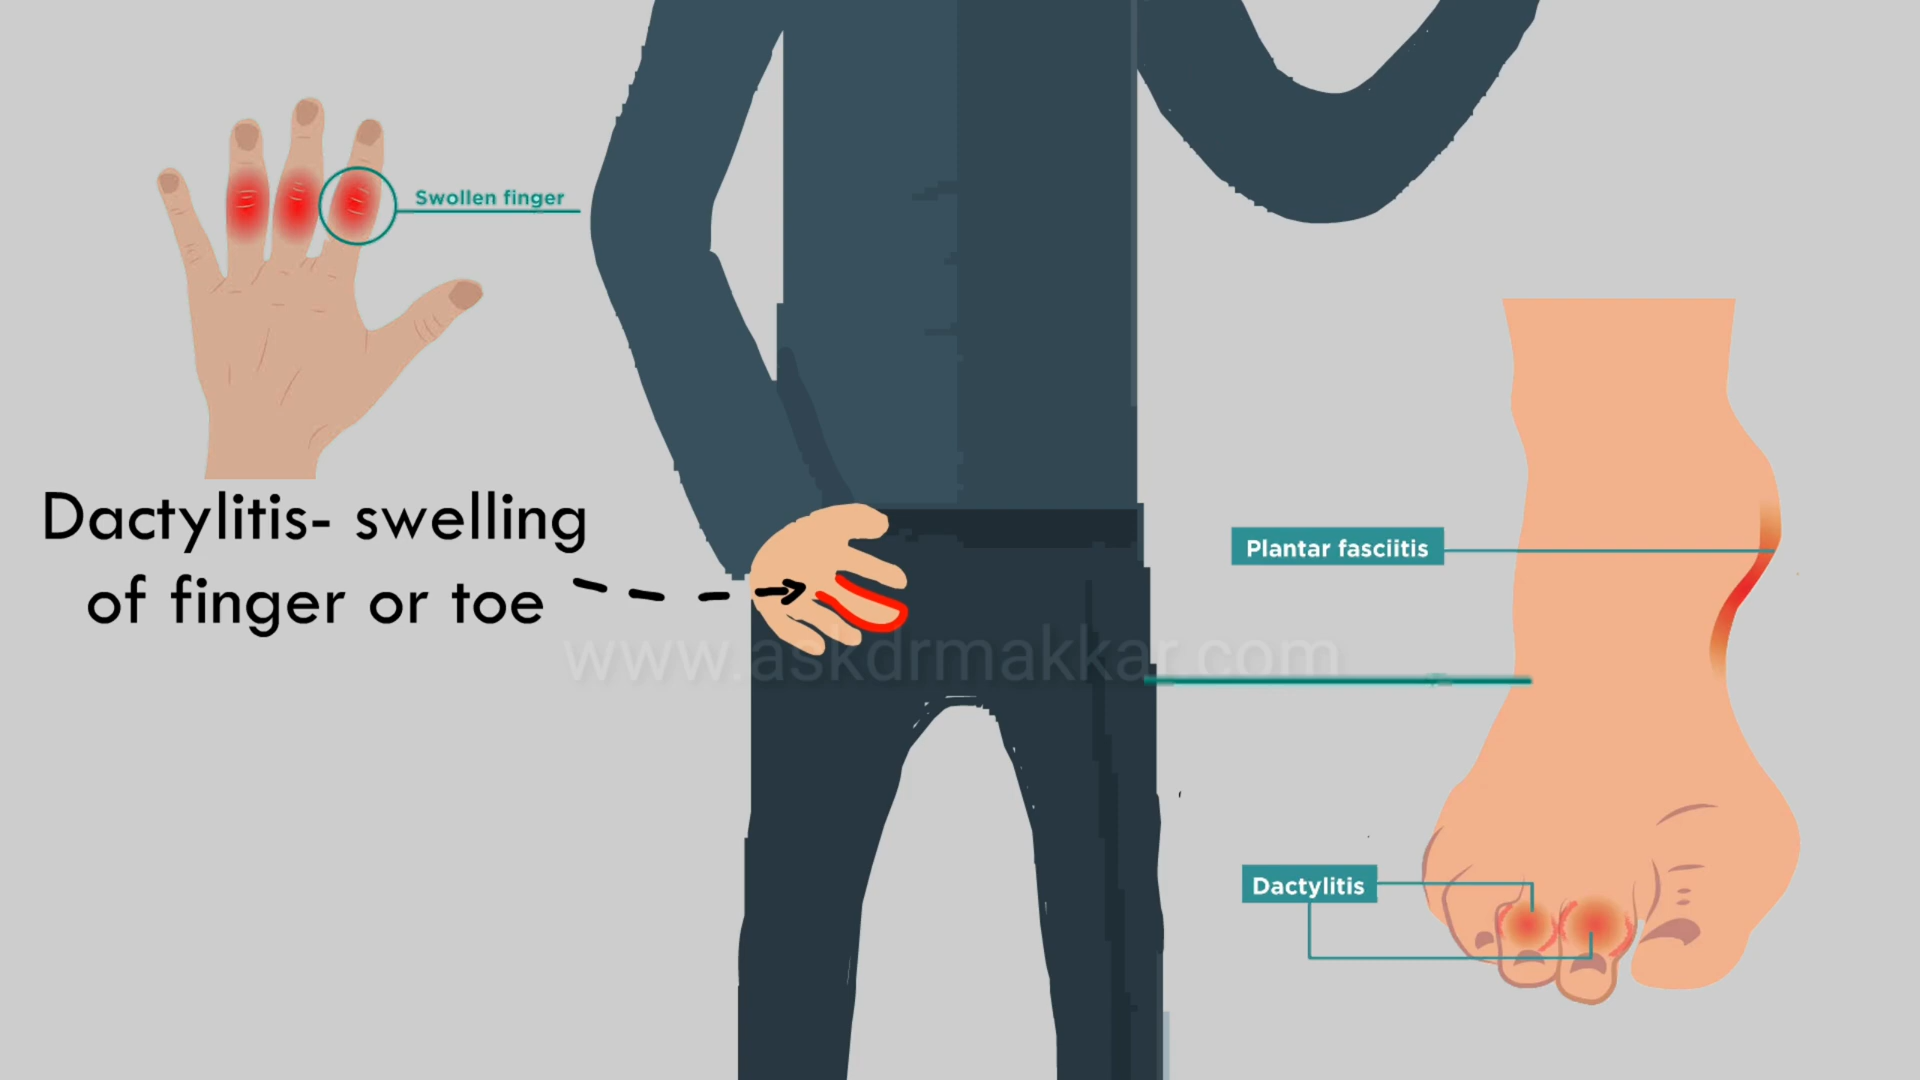 Swollen finger
Dactylitis- swelling
of finger or toe
Plantar fasciitis
www.askdrmakkar.com
Dactylitis